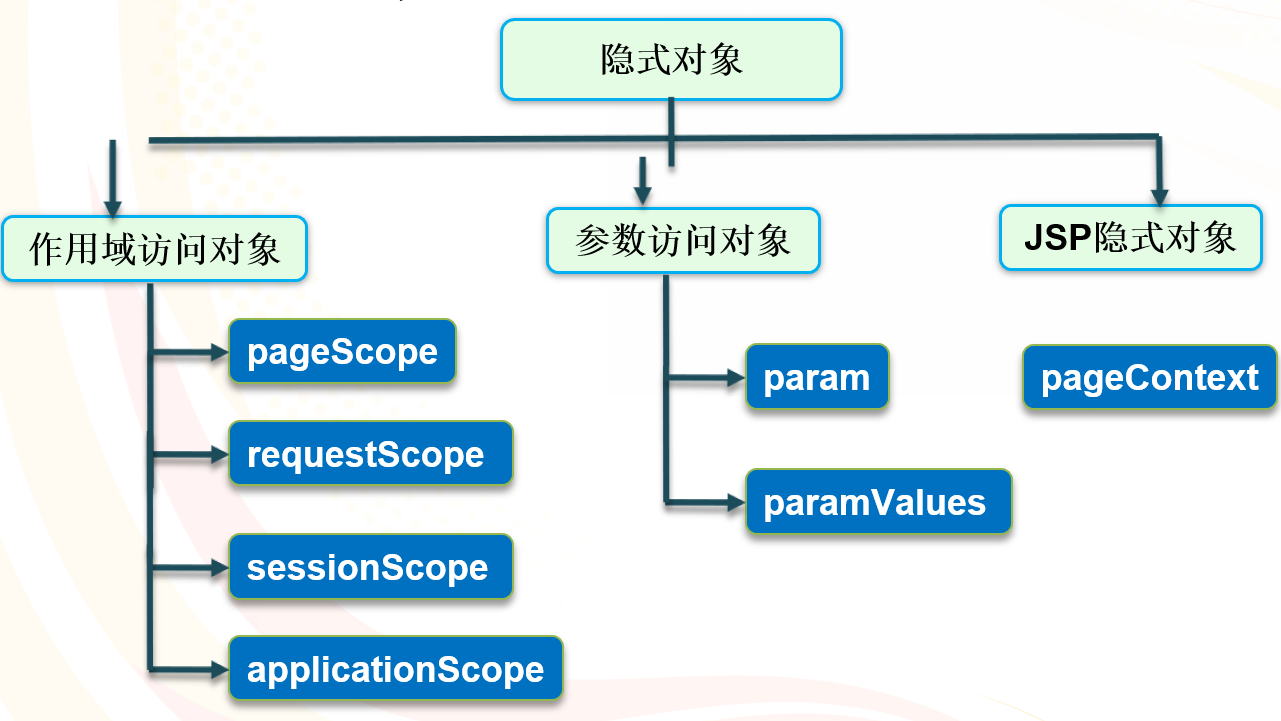 隐式对象
作用域访问对象
参数访问对象
JSP隐式对象
pageScope
requestScope
sessionScope
applicationScope
param
paramValues
pageContext